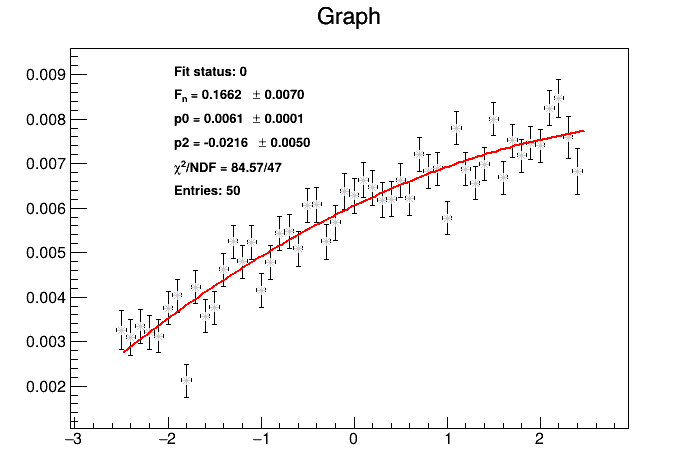 Graph
Fit status: 0
Fn = 0.1662 ± 0.0070
p0 = 0.0061 ± 0.0001
p2 = -0.0216 ± 0.0050
χ²/NDF = 84.57/47
Entries: 50
0.009
0.008
0.007
0.006
0.005
0.004
0.003
0.002
−3 −2 −1 0 1 2